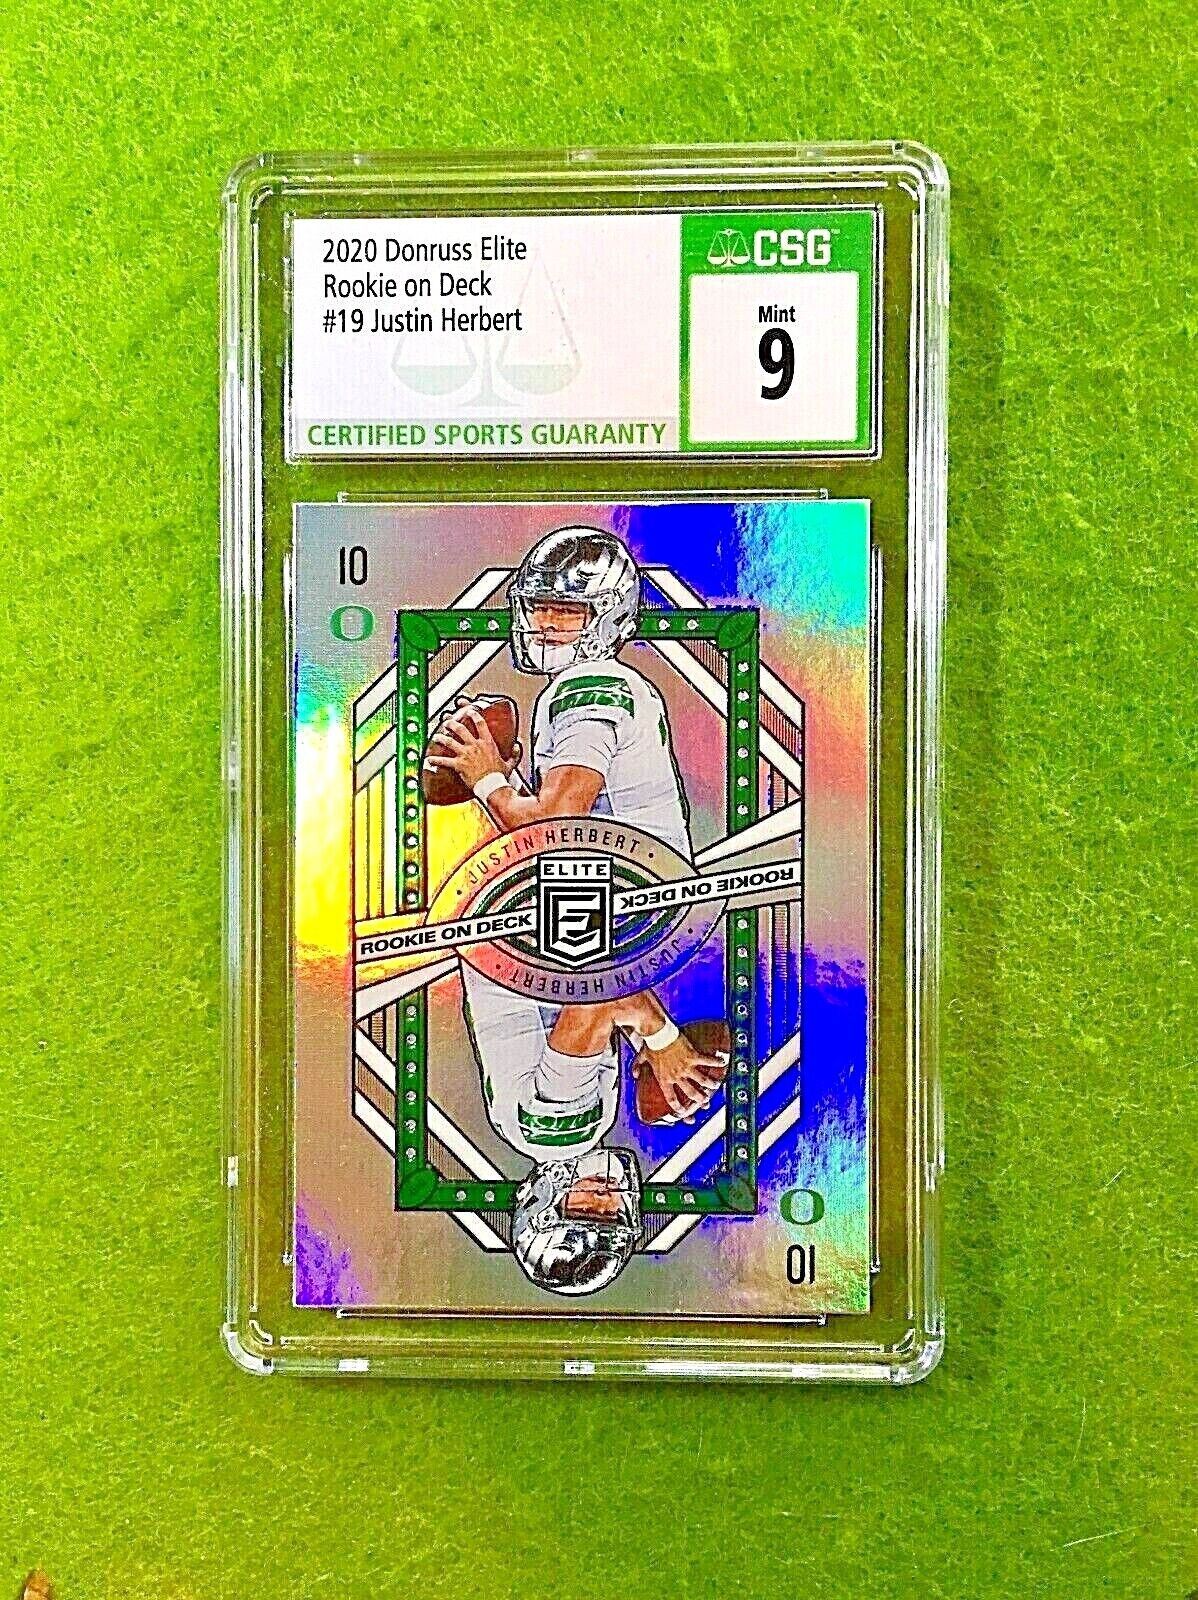 2020 Donruss Elite
Rookie on Deck
#19 Justin Herbert
CERTIFIED SPORTS GUARANTY
CSG™
Mint
9
10
O
• JUSTIN HERBERT •
ELITE
E
ROOKIE ON DECK
ROOKIE ON DECK
• JUSTIN HERBERT •
O
10